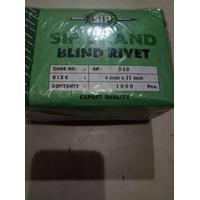 SIP
SIP BRAND
BLIND RIVET
CODE NO. : SP - 540
SIZE : 4 mm x 11 mm
CONTENTS : 1000 Pcs.
EXPORT QUALITY